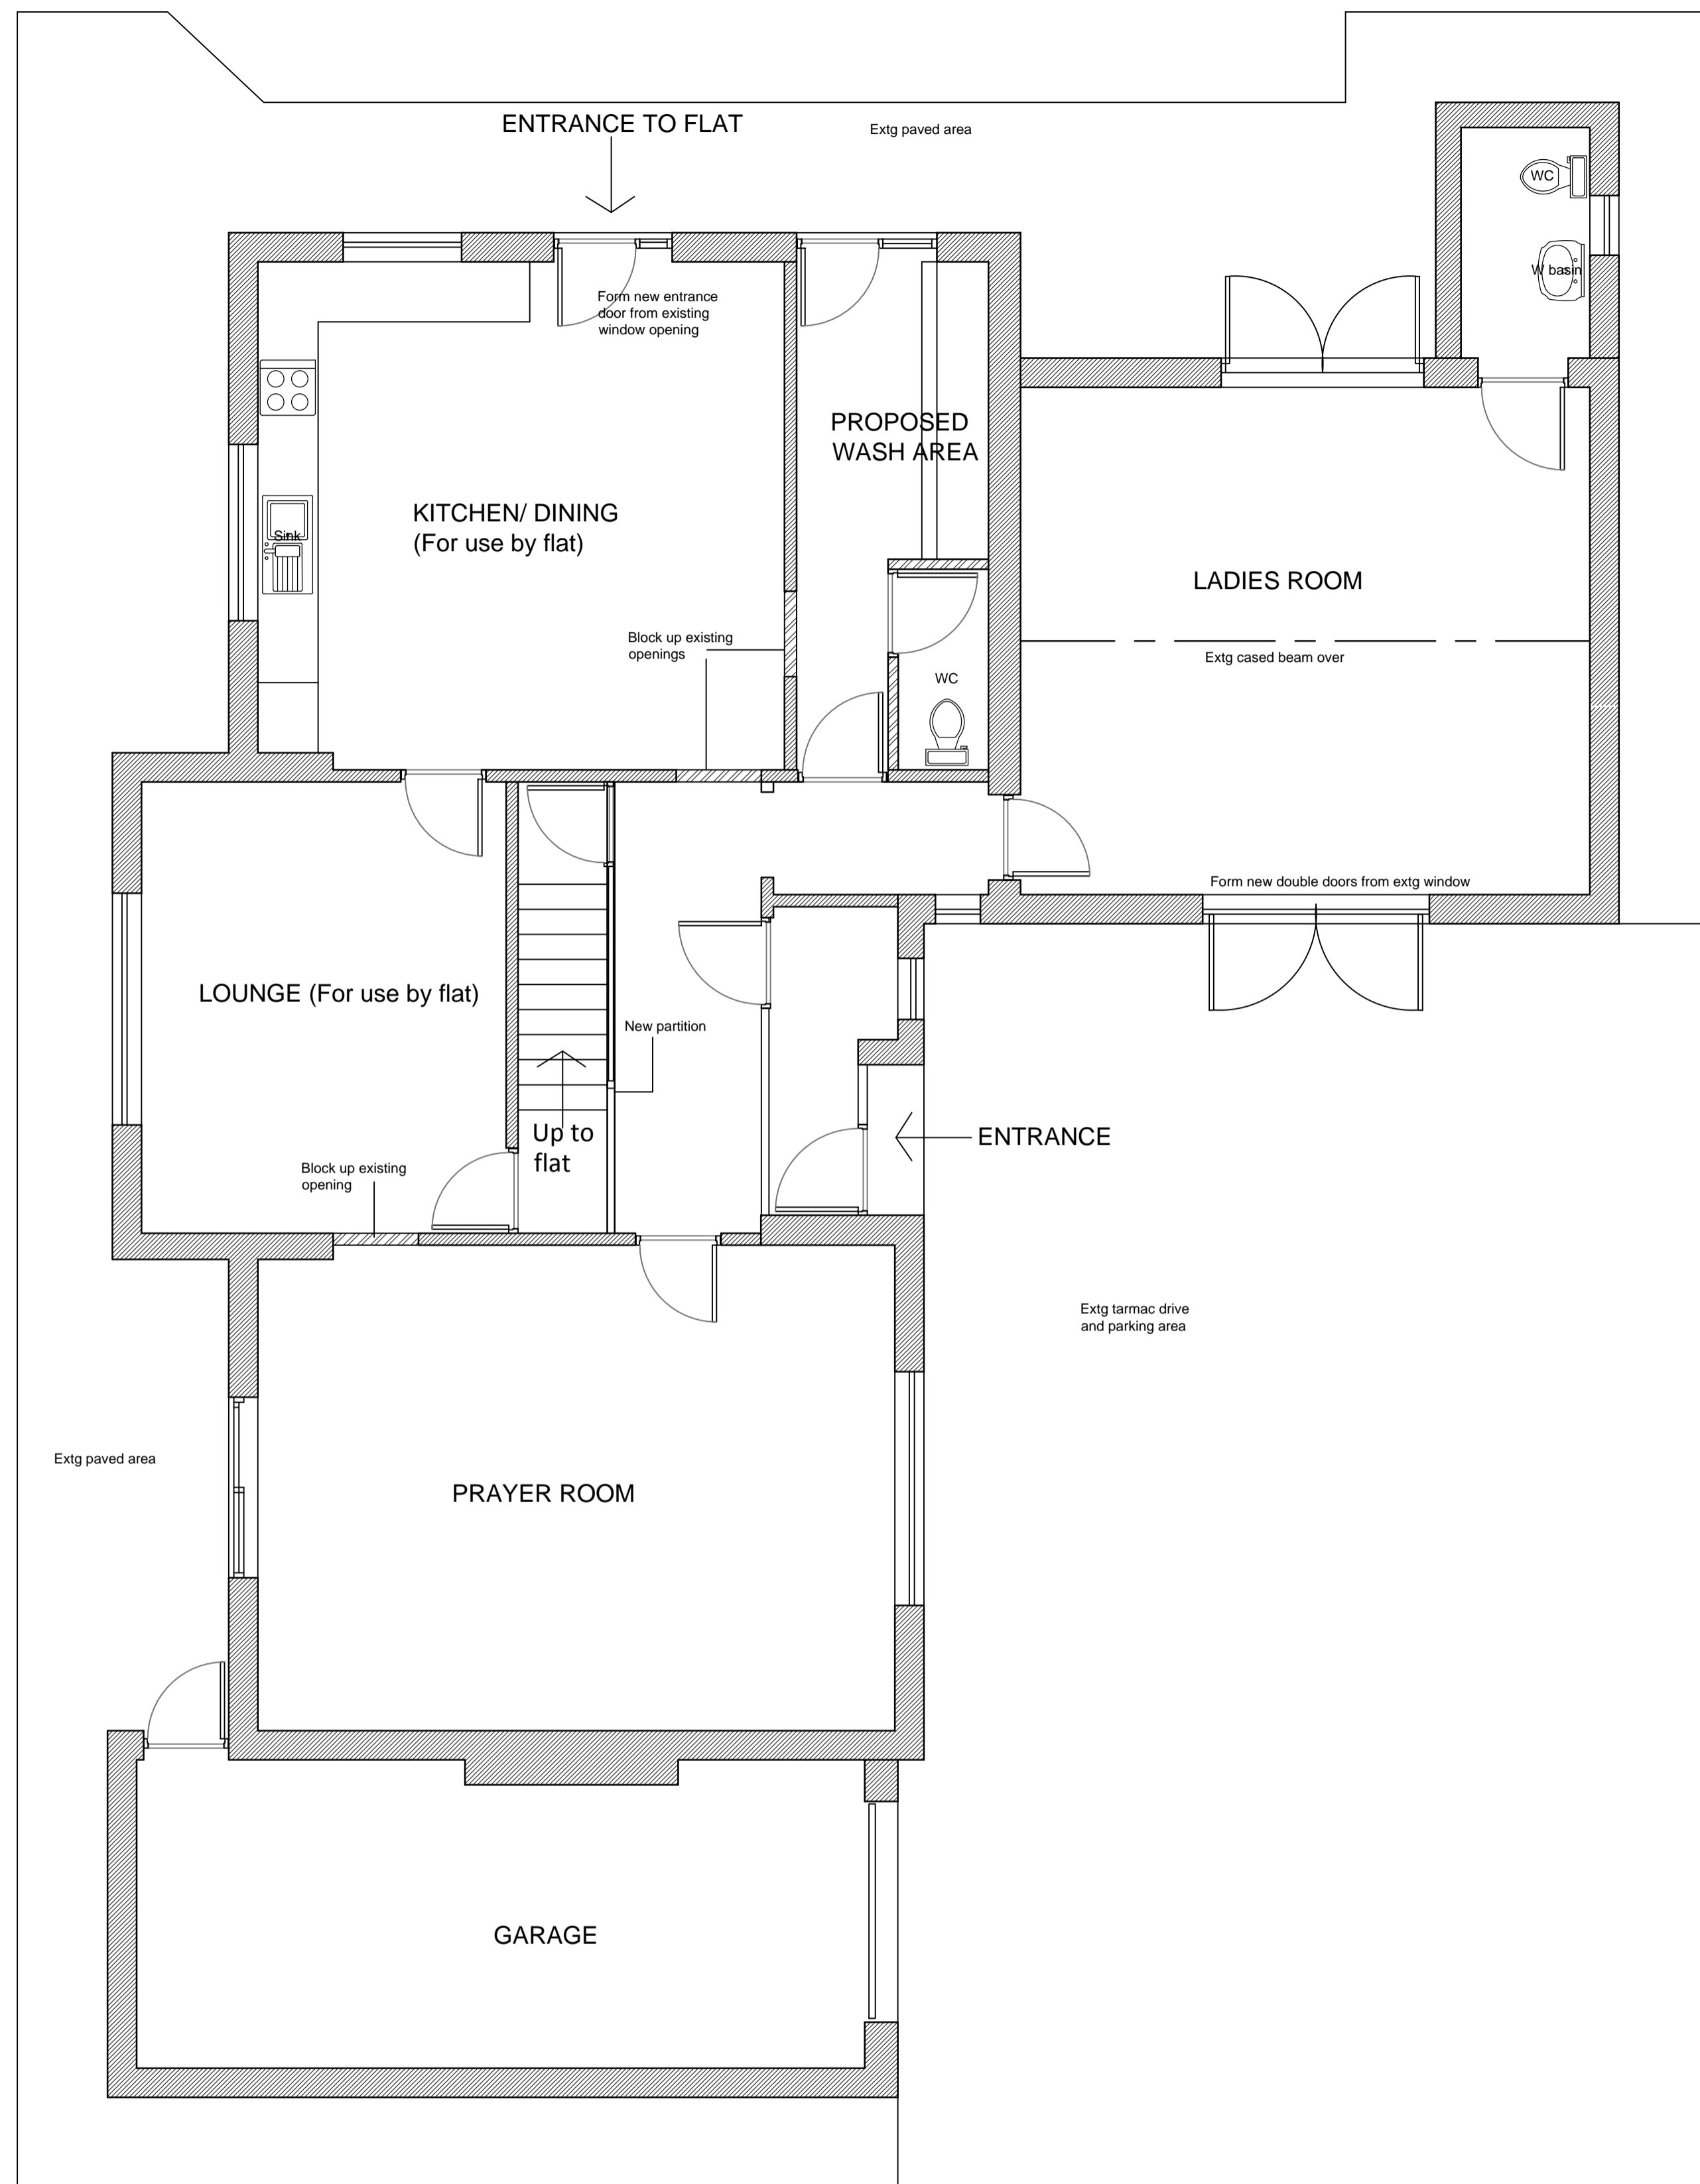 ENTRANCE TO FLAT
Extg paved area
WC
W basin
Form new entrance
door from existing
window opening
PROPOSED
WASH AREA
KITCHEN/ DINING
(For use by flat)
Sink
LADIES ROOM
Block up existing
openings
Extg cased beam over
WC
Form new double doors from extg window
LOUNGE (For use by flat)
New partition
Up to
flat
ENTRANCE
Block up existing
opening
Extg tarmac drive
and parking area
Extg paved area
PRAYER ROOM
GARAGE